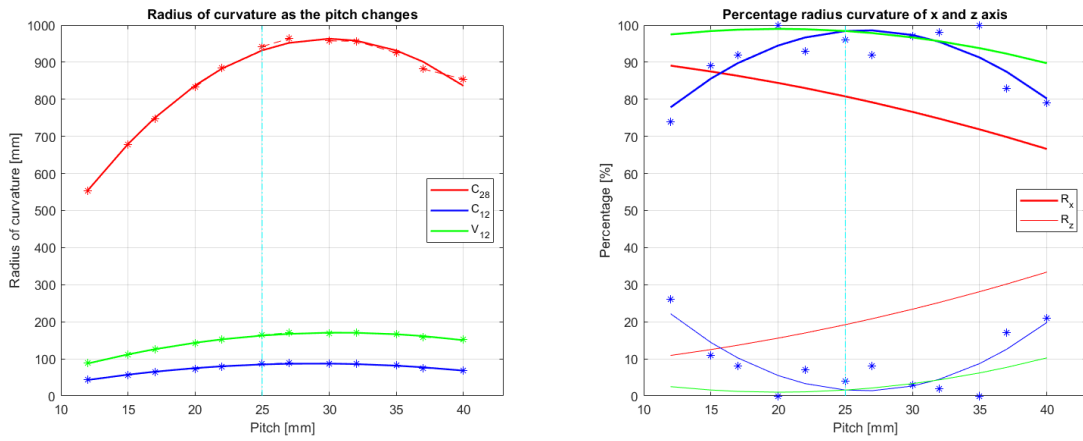 Radius of curvature as the pitch changes
1000
900
800
700
600
500
400
300
200
100
0
Radius of curvature [mm]
C28
C12
V12
10 15 20 25 30 35 40
Pitch [mm]
Percentage radius curvature of x and z axis
100
90
80
70
60
50
40
30
20
10
0
Percentage [%]
Rx
Rz
10 15 20 25 30 35 40
Pitch [mm]